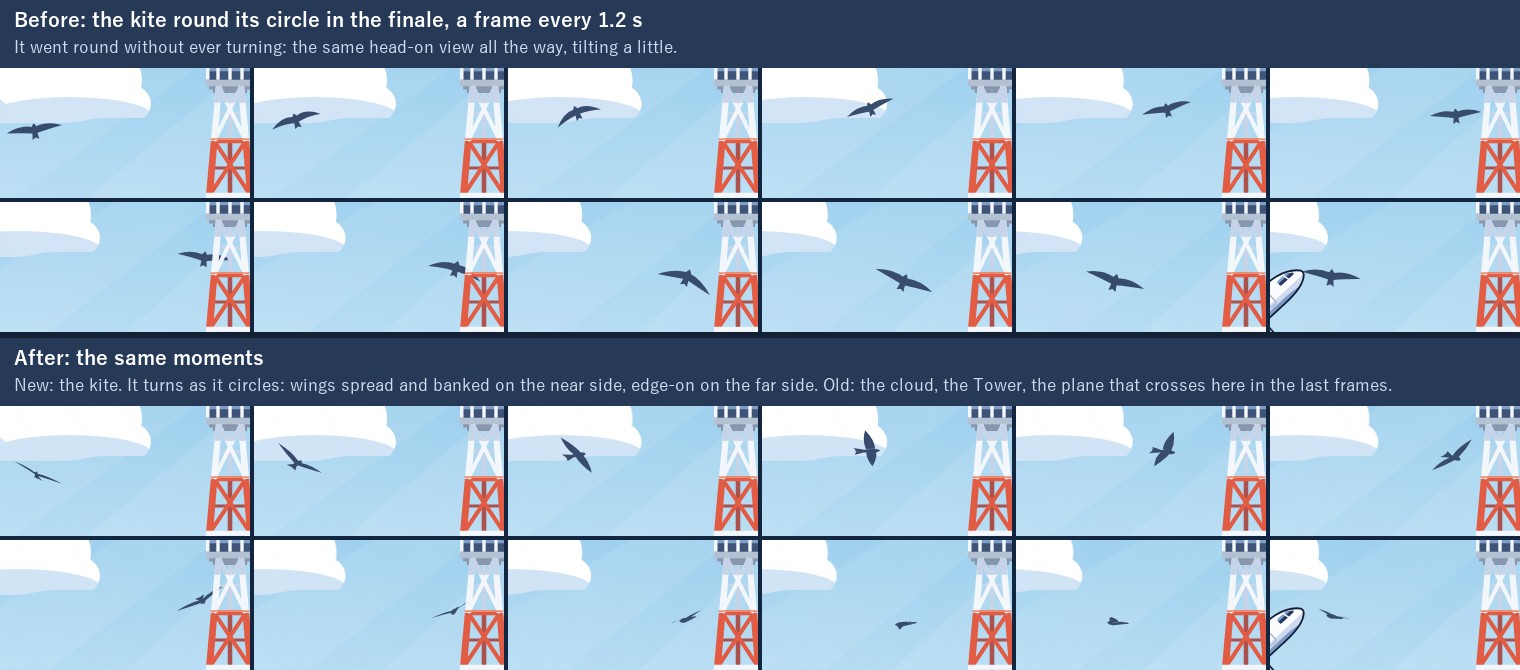 Before: the kite round its circle in the finale, a frame every 1.2 s
It went round without ever turning: the same head-on view all the way, tilting a little.
After: the same moments
New: the kite. It turns as it circles: wings spread and banked on the near side, edge-on on the far side. Old: the cloud, the Tower, the plane that crosses here in the last frames.